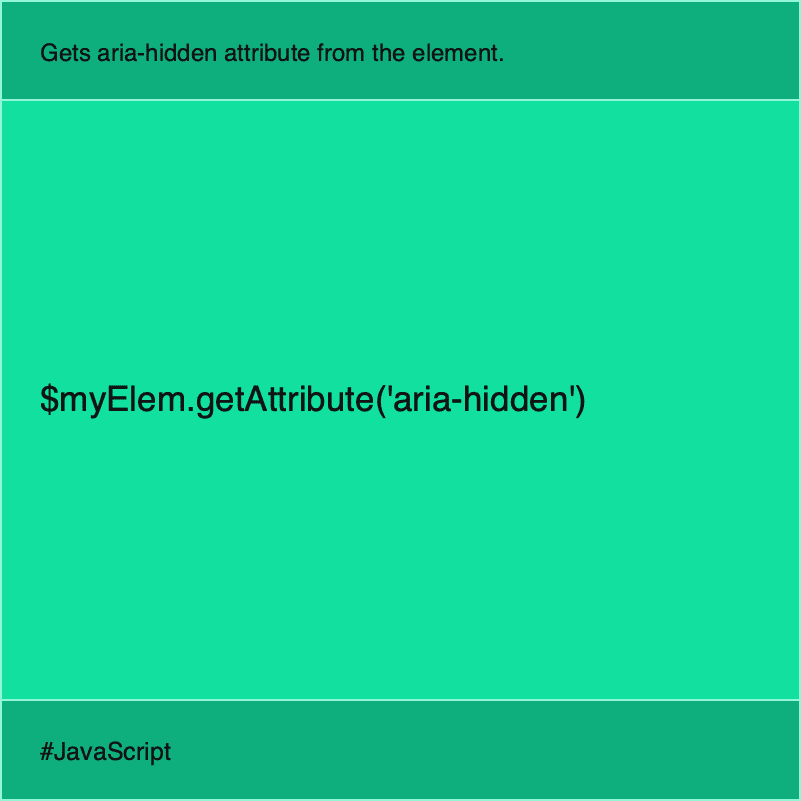 Gets aria-hidden attribute from the element.
$myElem.getAttribute('aria-hidden')
#JavaScript